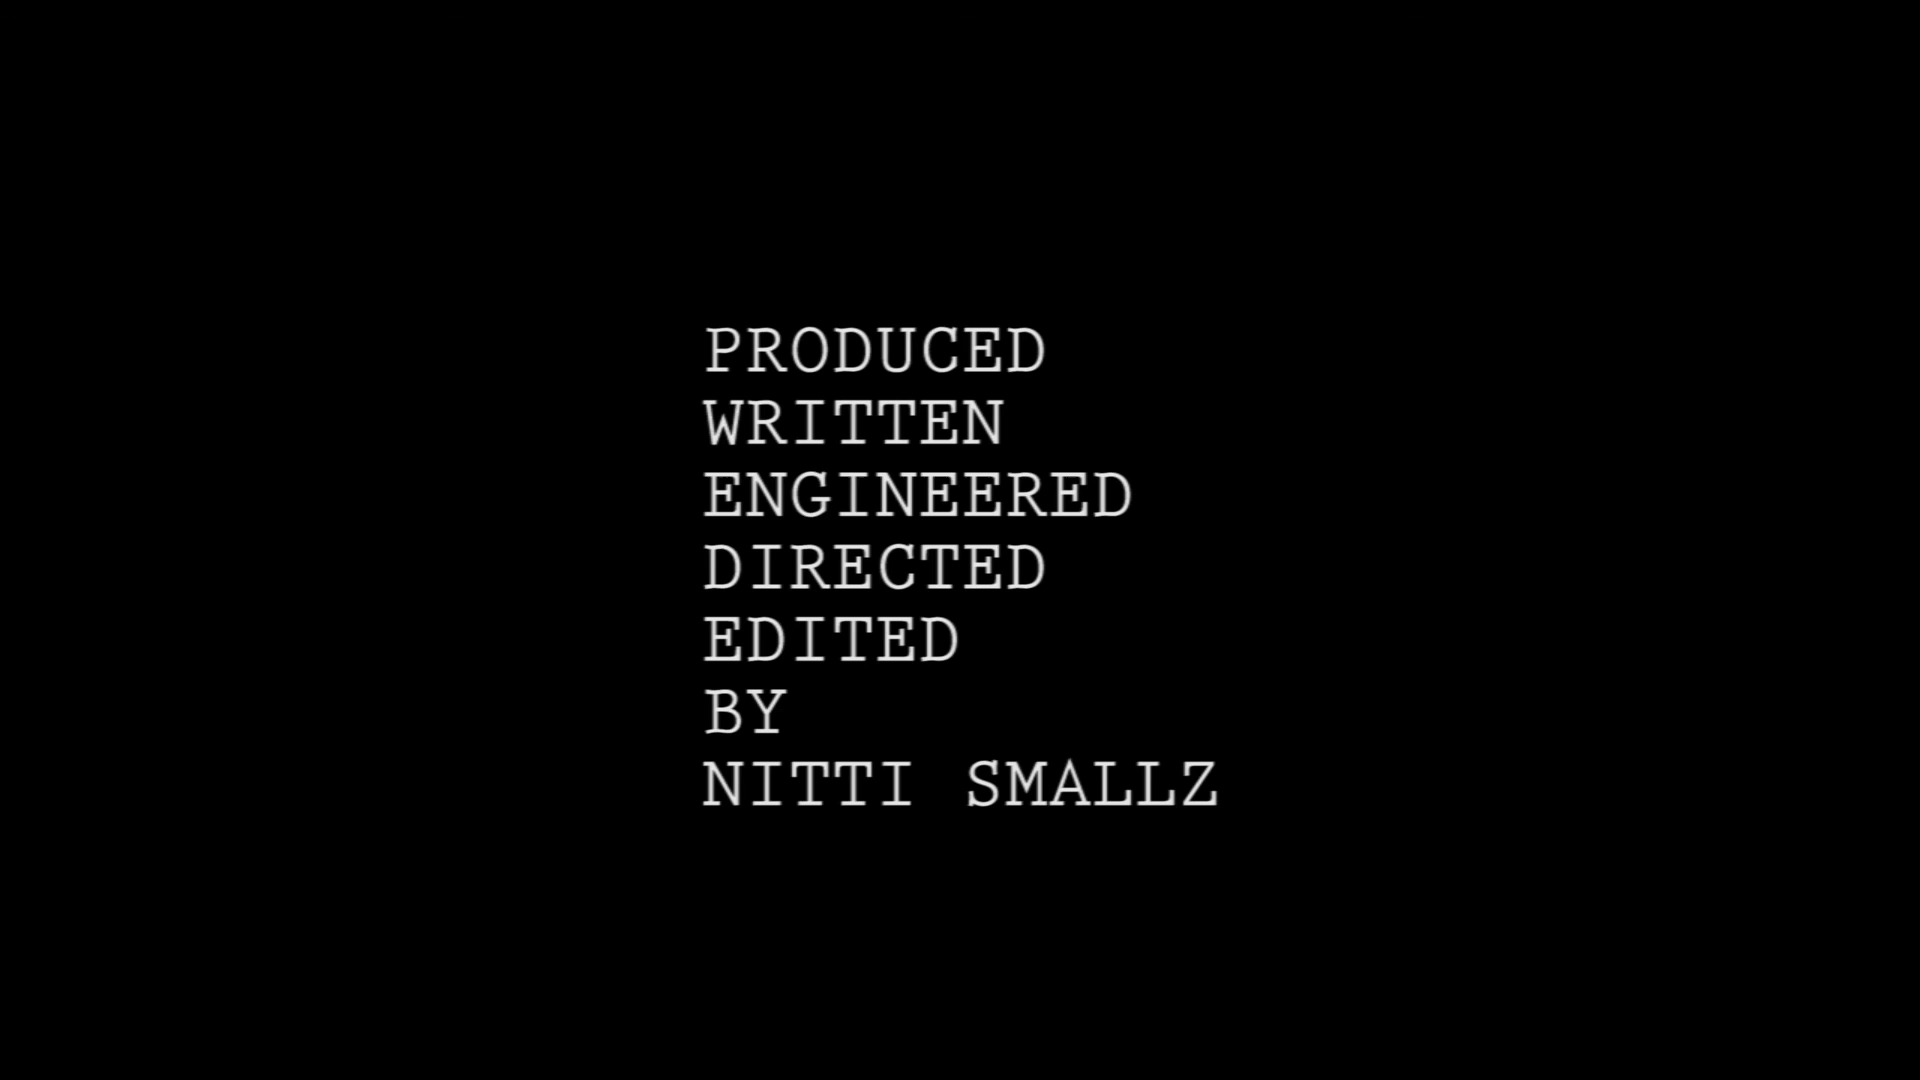 PRODUCED
WRITTEN
ENGINEERED
DIRECTED
EDITED
BY
NITTI SMALLZ